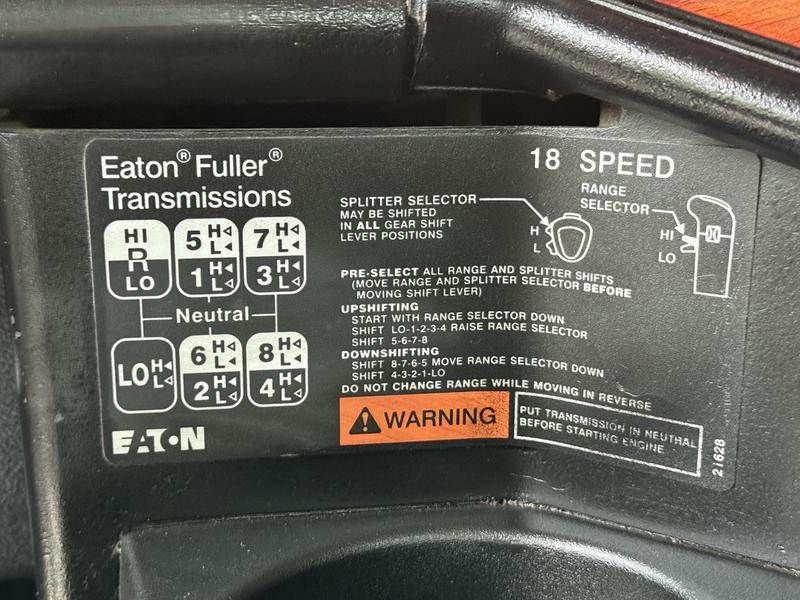 Eaton® Fuller®
Transmissions
18 SPEED
HI
R
LO
5 H◁
L◀
7 H◁
L◀
1 H◀
L◁
3 H◀
L◁
Neutral
LO H◀
L◁
6 H◁
L◀
8 H◁
L◀
2 H◀
L◁
4 H◀
L◁
EATON
SPLITTER SELECTOR
MAY BE SHIFTED
IN ALL GEAR SHIFT
LEVER POSITIONS
H
L
RANGE
SELECTOR
HI
LO
PRE-SELECT ALL RANGE AND SPLITTER SHIFTS
(MOVE RANGE AND SPLITTER SELECTOR BEFORE
MOVING SHIFT LEVER)
UPSHIFTING
START WITH RANGE SELECTOR DOWN
SHIFT LO-1-2-3-4 RAISE RANGE SELECTOR
SHIFT 5-6-7-8
DOWNSHIFTING
SHIFT 8-7-6-5 MOVE RANGE SELECTOR DOWN
SHIFT 4-3-2-1-LO
DO NOT CHANGE RANGE WHILE MOVING IN REVERSE
WARNING
PUT TRANSMISSION IN NEUTRAL
BEFORE STARTING ENGINE
21628